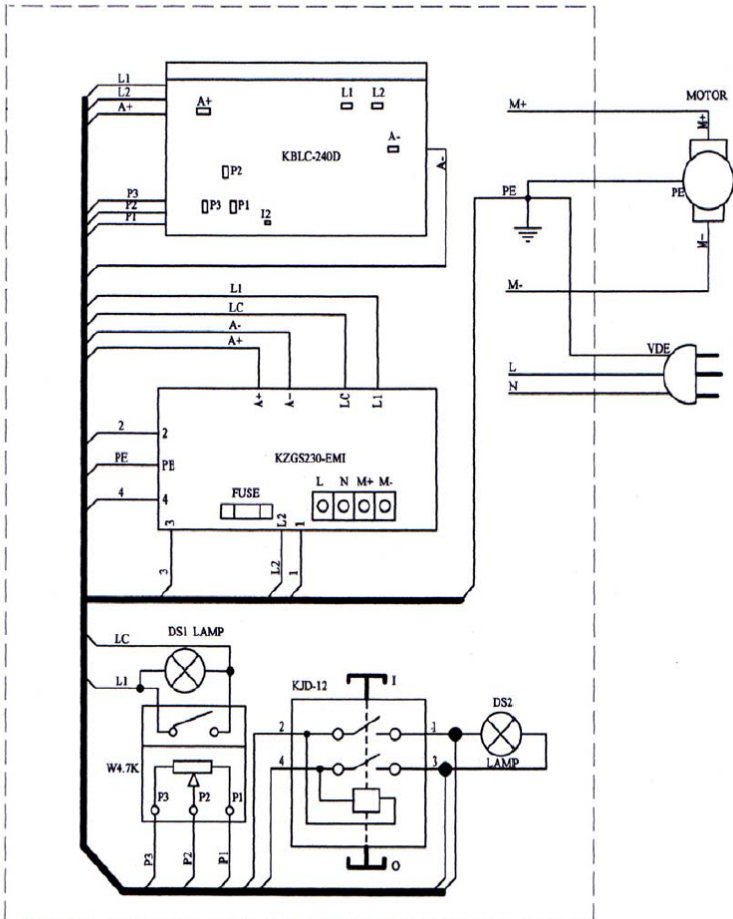 L1
L2
A+
A+
L1 L2
A-
KBLC-240D
P2
P3 P1
I2
P3
P2
P1
A-
M+
MOTOR
M+
PE
PE
M-
M-
VDE
L
N
L1
LC
A-
A+
A+ A- LC L1
2 2
PE PE
4 4
KZGS230-EMI
L N M+ M-
FUSE
3 L2 1
3 L2 1
LC
DS1 LAMP
L1
KJD-12
I
DS2
2 1
4 3
LAMP
W4.7K
P3 P2 P1
P3 P2 P1
O